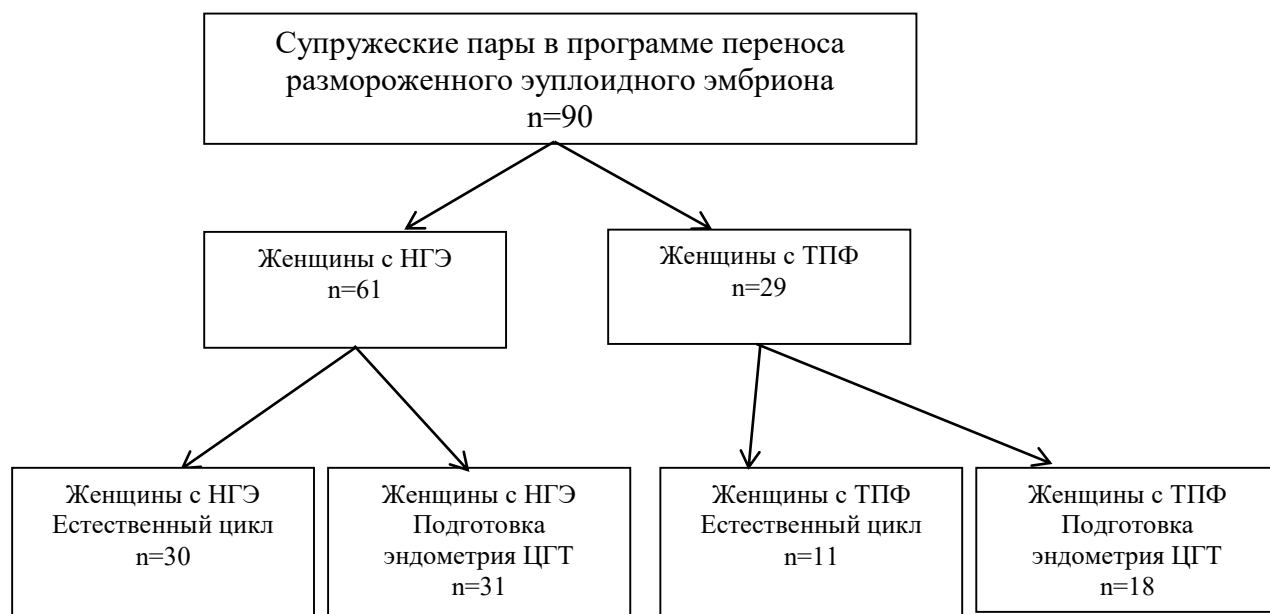 Супружеские пары в программе переноса
размороженного эуплоидного эмбриона
n=90
Женщины с НГЭ
n=61
Женщины с ТПФ
n=29
Женщины с НГЭ
Естественный цикл
n=30
Женщины с НГЭ
Подготовка
эндометрия ЦГТ
n=31
Женщины с ТПФ
Естественный цикл
n=11
Женщины с ТПФ
Подготовка
эндометрия ЦГТ
n=18